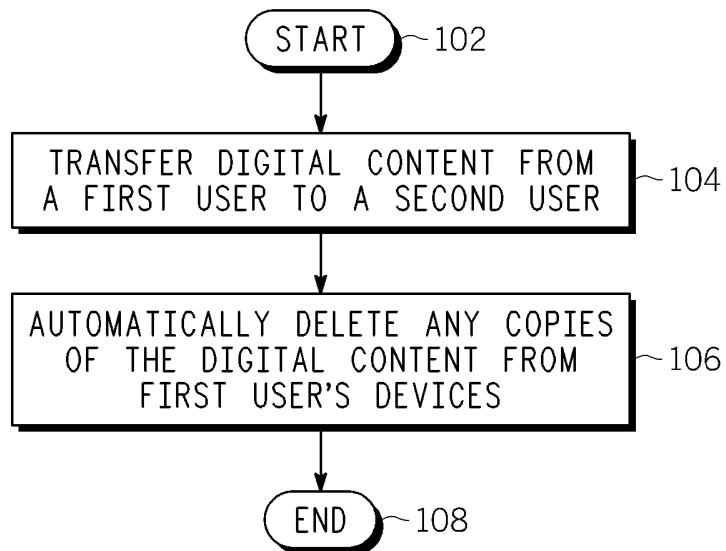 START 102
TRANSFER DIGITAL CONTENT FROM
A FIRST USER TO A SECOND USER
104
AUTOMATICALLY DELETE ANY COPIES
OF THE DIGITAL CONTENT FROM
FIRST USER'S DEVICES
106
END 108